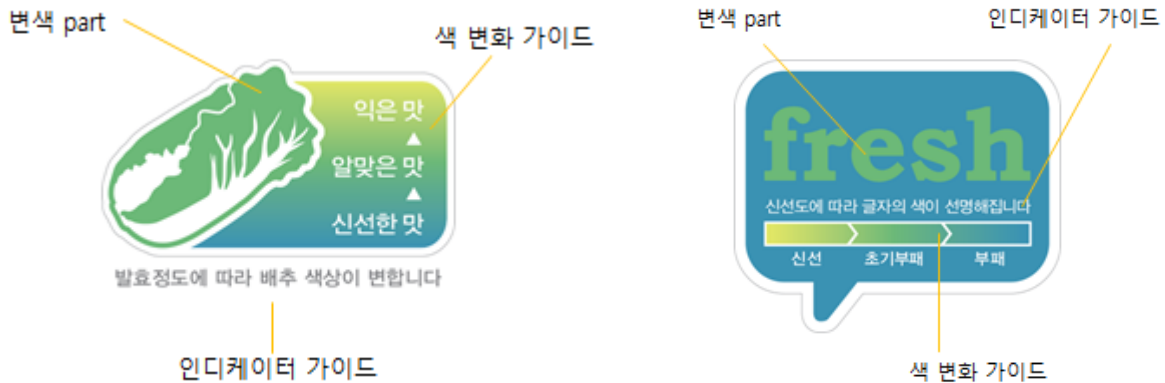 변색 part
색 변화 가이드
익은 맛
▲
알맞은 맛
▲
신선한 맛
발효정도에 따라 배추 색상이 변합니다
인디케이터 가이드
변색 part
인디케이터 가이드
fresh
신선도에 따라 글자의 색이 선명해집니다
신선 초기부패 부패
색 변화 가이드